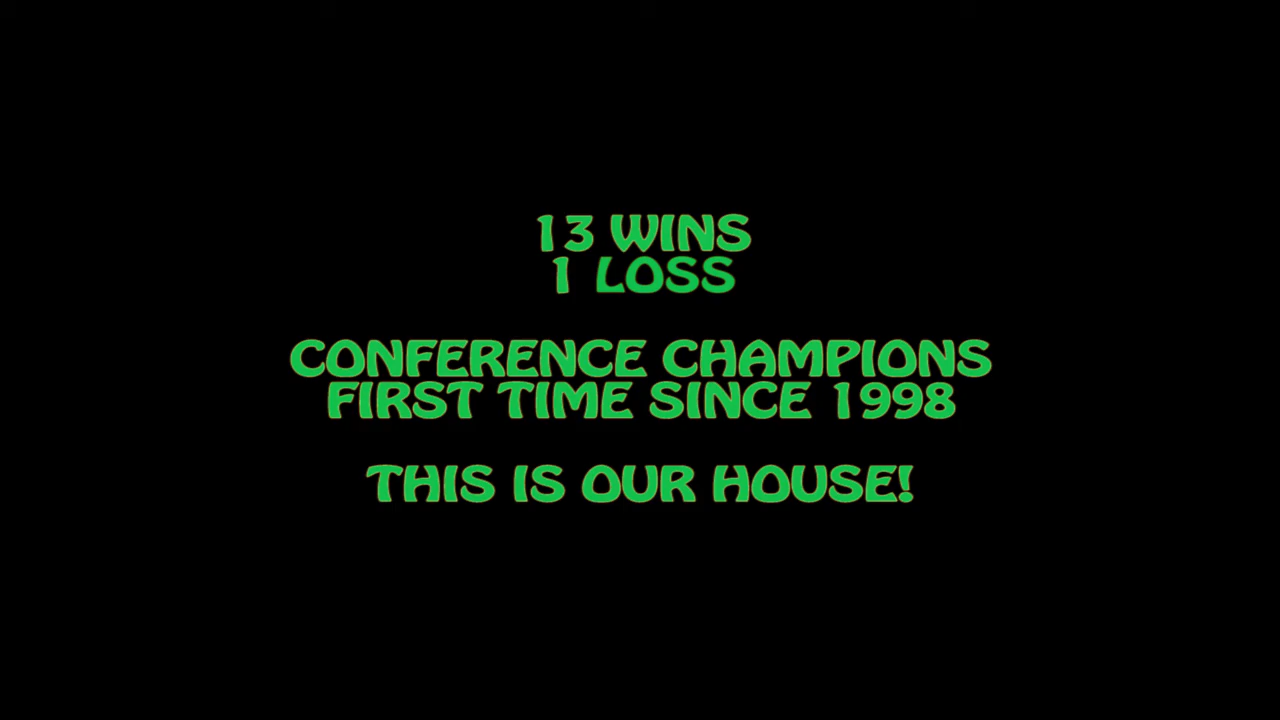 13 WINS
1 LOSS
CONFERENCE CHAMPIONS
FIRST TIME SINCE 1998
THIS IS OUR HOUSE!